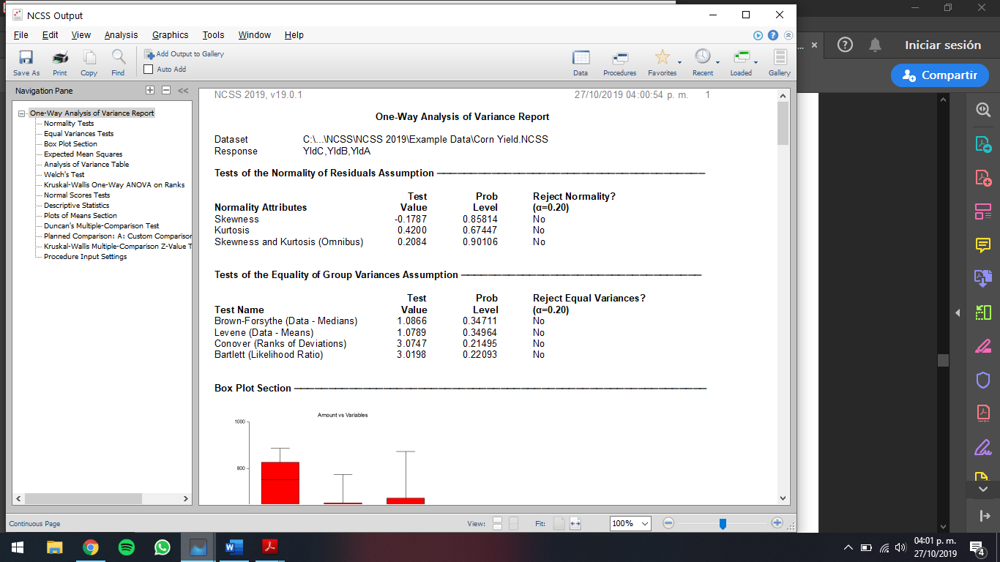 NCSS Output
File Edit View Analysis Graphics Tools Window Help
Save As Print Copy Find
Add Output to Gallery
Auto Add
Data Procedures Favorites Recent Loaded Gallery
... × Iniciar sesión
Compartir
Navigation Pane
<<
One-Way Analysis of Variance Report
Normality Tests
Equal Variances Tests
Box Plot Section
Expected Mean Squares
Analysis of Variance Table
Welch's Test
Kruskal-Wallis One-Way ANOVA on Ranks
Normal Scores Tests
Descriptive Statistics
Plots of Means Section
Duncan's Multiple-Comparison Test
Planned Comparison: A: Custom Comparisor
Kruskal-Wallis Multiple-Comparison Z-Value T
Procedure Input Settings
NCSS 2019, v19.0.1 27/10/2019 04:00:54 p. m. 1
One-Way Analysis of Variance Report
Dataset C:\...\NCSS\NCSS 2019\Example Data\Corn Yield.NCSS
Response YldC,YldB,YldA
Tests of the Normality of Residuals Assumption
Test Prob Reject Normality?
Normality Attributes Value Level (α=0.20)
Skewness -0.1787 0.85814 No
Kurtosis 0.4200 0.67447 No
Skewness and Kurtosis (Omnibus) 0.2084 0.90106 No
Tests of the Equality of Group Variances Assumption
Test Prob Reject Equal Variances?
Test Name Value Level (α=0.20)
Brown-Forsythe (Data - Medians) 1.0866 0.34711 No
Levene (Data - Means) 1.0789 0.34964 No
Conover (Ranks of Deviations) 3.0747 0.21495 No
Bartlett (Likelihood Ratio) 3.0198 0.22093 No
Box Plot Section
Amount vs Variables
1000
800
Continuous Page View: Fit: 100%
04:01 p. m.
27/10/2019
4